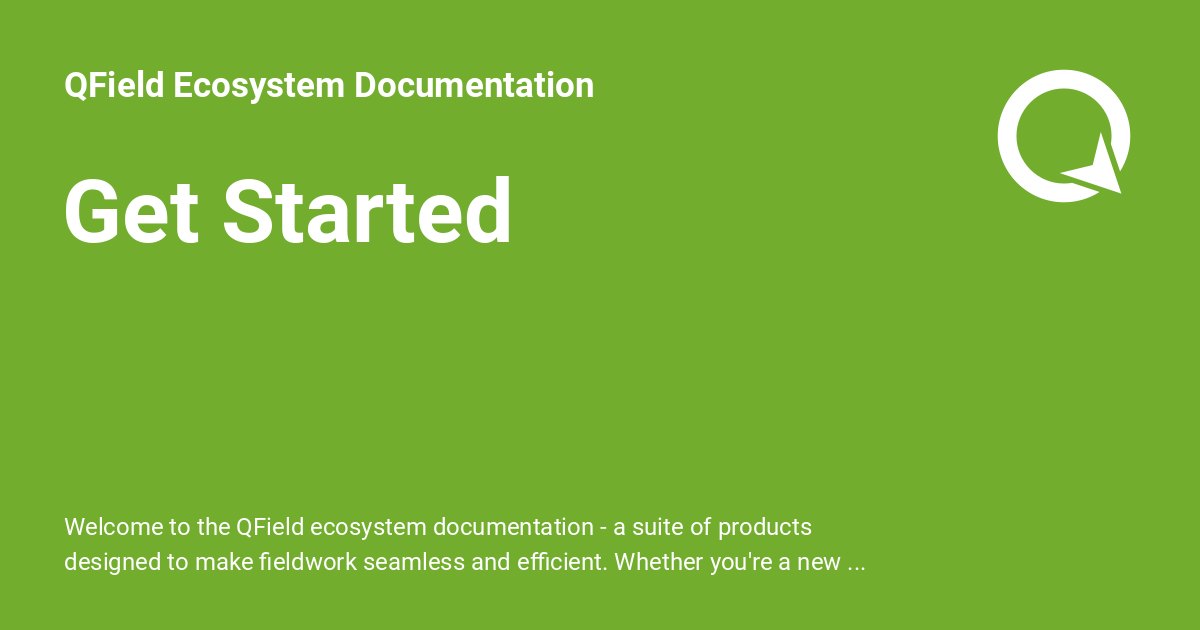 QField Ecosystem Documentation
Get Started
Welcome to the QField ecosystem documentation - a suite of products
designed to make fieldwork seamless and efficient. Whether you're a new ...